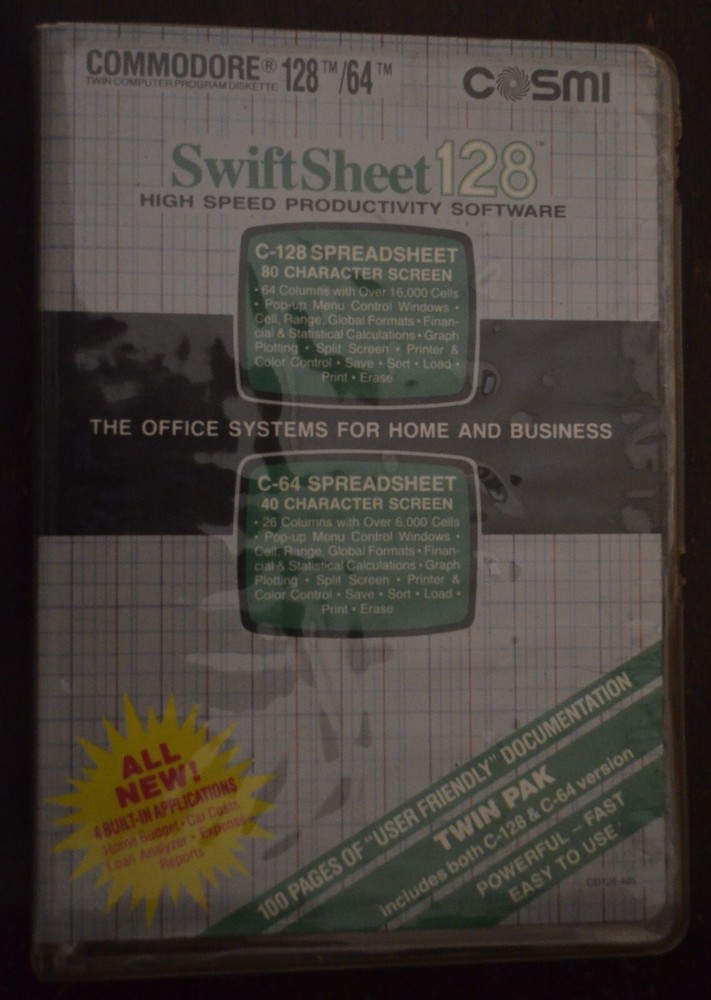 COMMODORE® 128™/64™
TWIN COMPUTER PROGRAM DISKETTE
COSMI
SwiftSheet128™
HIGH SPEED PRODUCTIVITY SOFTWARE
C-128 SPREADSHEET
80 CHARACTER SCREEN
• 64 Columns with Over 16,000 Cells
• Pop-up Menu Control Windows •
Cell, Range, Global Formats • Finan-
cial & Statistical Calculations • Graph
Plotting • Split Screen • Printer &
Color Control • Save • Sort • Load •
Print • Erase
THE OFFICE SYSTEMS FOR HOME AND BUSINESS
C-64 SPREADSHEET
40 CHARACTER SCREEN
• 26 Columns with Over 6,000 Cells
• Pop-up Menu Control Windows •
Cell, Range, Global Formats • Finan-
cial & Statistical Calculations • Graph
Plotting • Split Screen • Printer &
Color Control • Save • Sort • Load •
Print • Erase
ALL
NEW!
4 BUILT-IN APPLICATIONS
Home Budget • Car Costs
Loan Analyzer • Expense
Reports
100 PAGES OF "USER FRIENDLY" DOCUMENTATION
TWIN PAK
includes both C-128 & C-64 version
POWERFUL – FAST
EASY TO USE